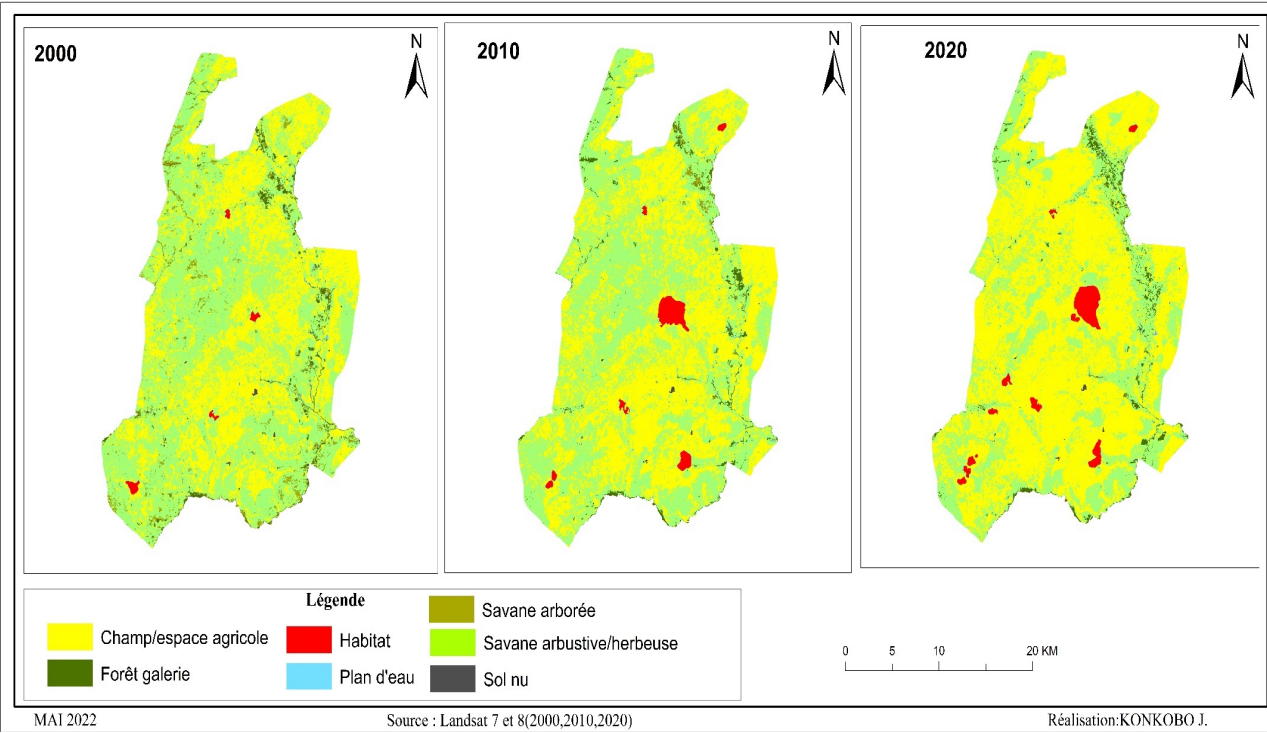 2000
N
2010
N
2020
N
Légende
Champ/espace agricole
Forêt galerie
Habitat
Plan d'eau
Savane arborée
Savane arbustive/herbeuse
Sol nu
0 5 10 20 KM
MAI 2022
Source : Landsat 7 et 8(2000,2010,2020)
Réalisation:KONKOBO J.